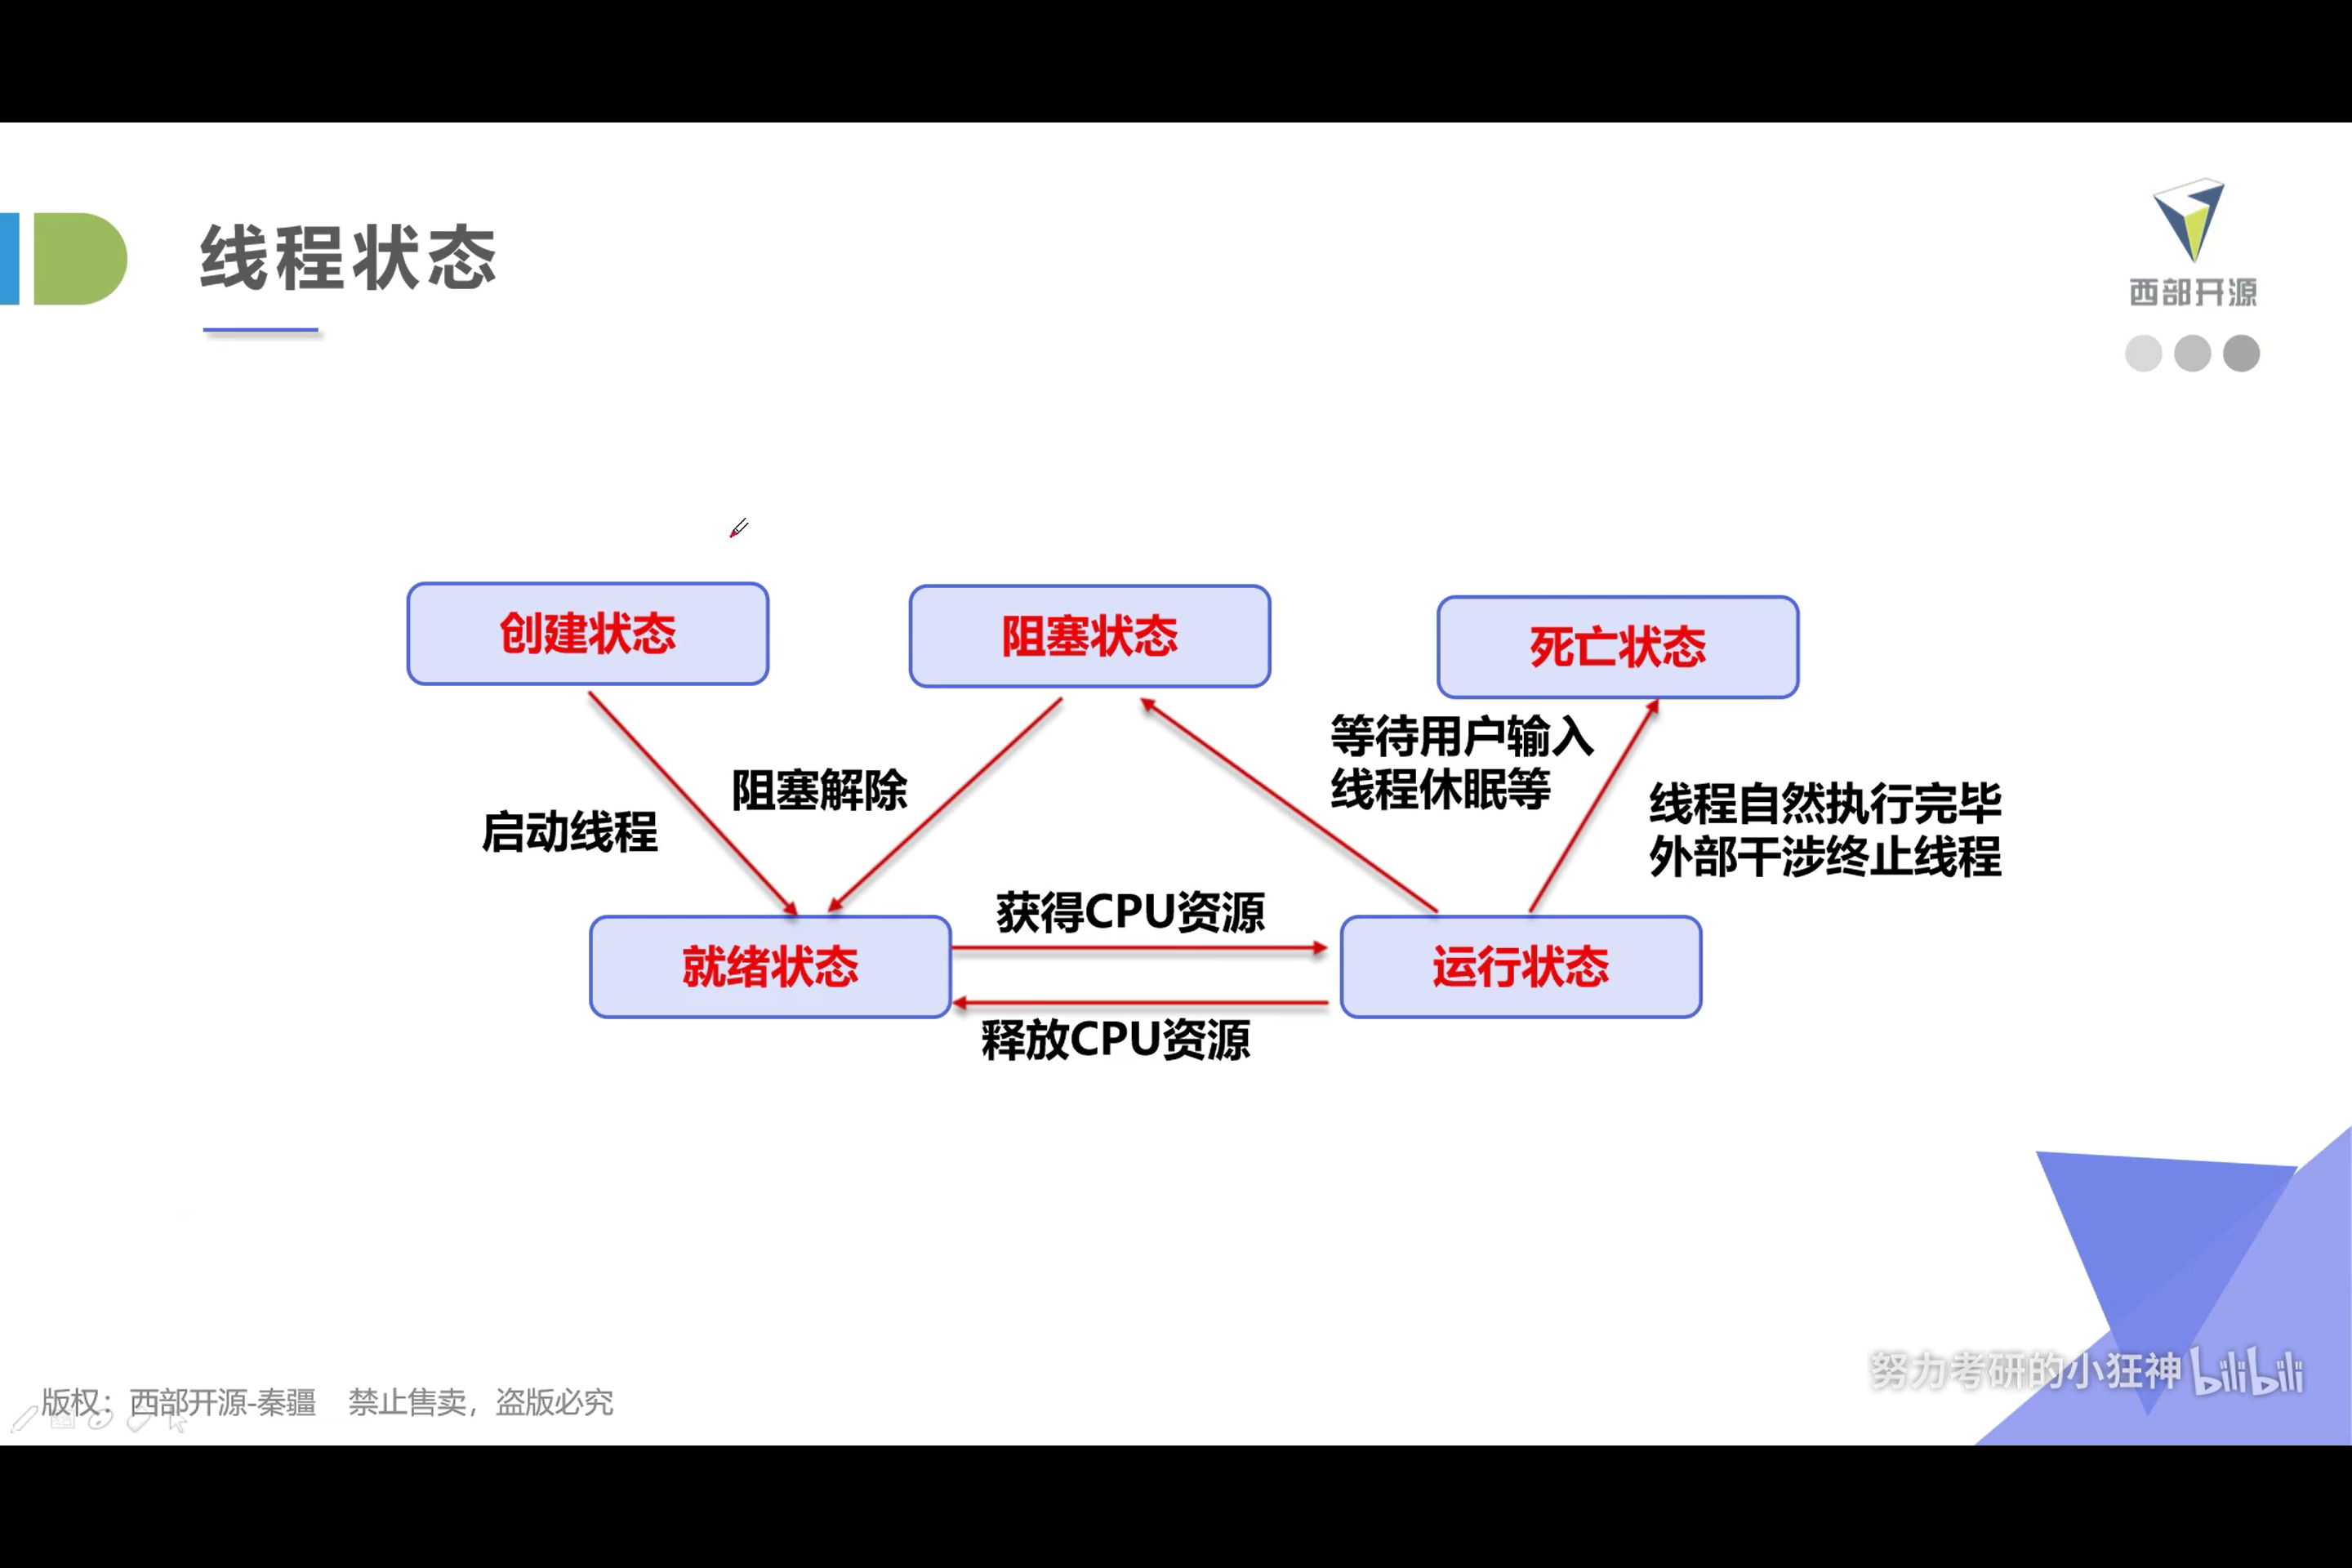 线程状态
西部开源
创建状态
阻塞状态
死亡状态
等待用户输入
线程休眠等
阻塞解除
启动线程
线程自然执行完毕
外部干涉终止线程
获得CPU资源
就绪状态
运行状态
释放CPU资源
努力考研的小狂神 bilibili
版权：西部开源-秦疆 禁止售卖，盗版必究